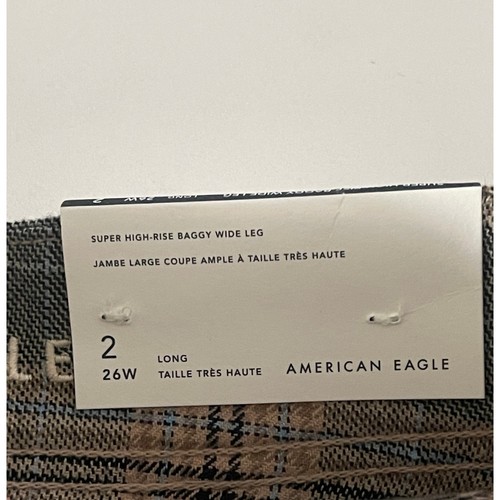 SUPER HIGH-RISE BAGGY WIDE LEG
JAMBE LARGE COUPE AMPLE À TAILLE TRÈS HAUTE
2 LONG
26W TAILLE TRÈS HAUTE AMERICAN EAGLE
LE